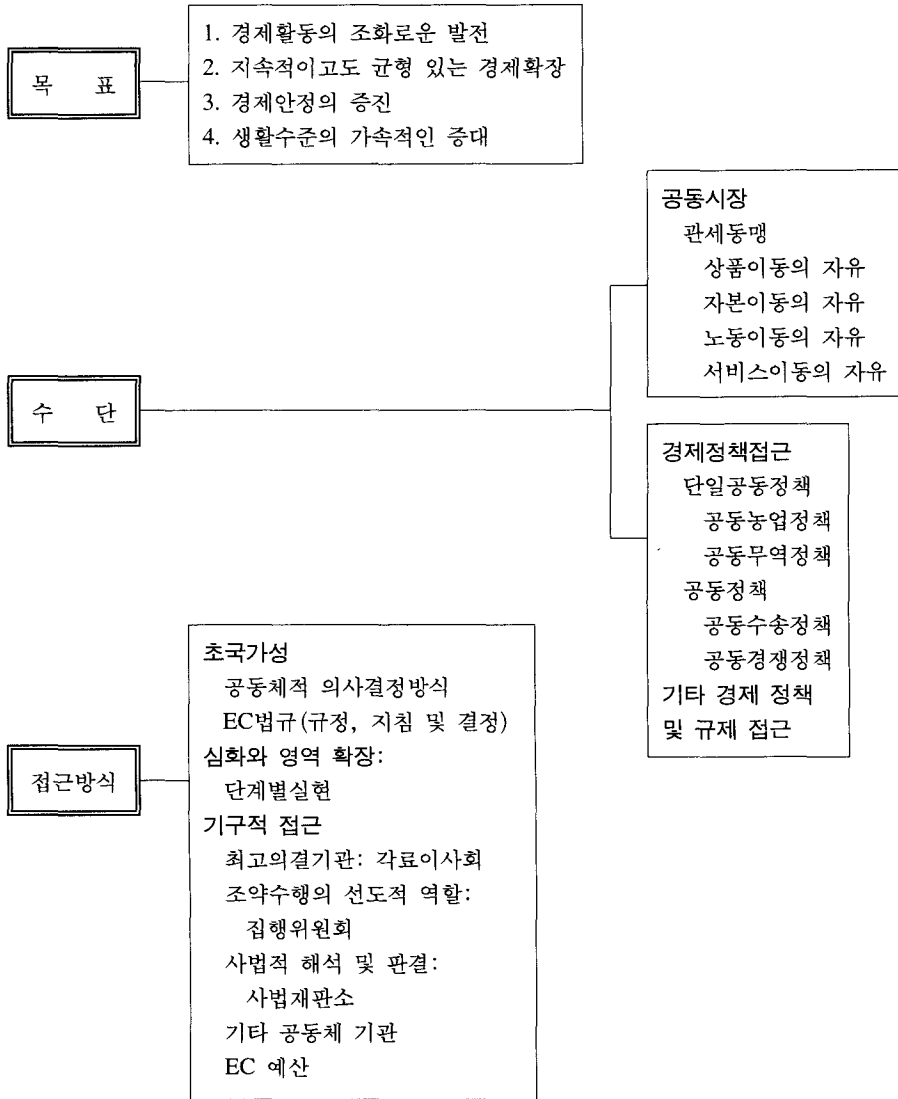 목 표
1. 경제활동의 조화로운 발전
2. 지속적이고도 균형 있는 경제확장
3. 경제안정의 증진
4. 생활수준의 가속적인 증대
수 단
공동시장
관세동맹
상품이동의 자유
자본이동의 자유
노동이동의 자유
서비스이동의 자유
경제정책접근
단일공동정책
공동농업정책
공동무역정책
공동정책
공동수송정책
공동경쟁정책
기타 경제 정책
및 규제 접근
접근방식
초국가성
공동체적 의사결정방식
EC법규(규정, 지침 및 결정)
심화와 영역 확장:
단계별실현
기구적 접근
최고의결기관: 각료이사회
조약수행의 선도적 역할:
집행위원회
사법적 해석 및 판결:
사법재판소
기타 공동체 기관
EC 예산